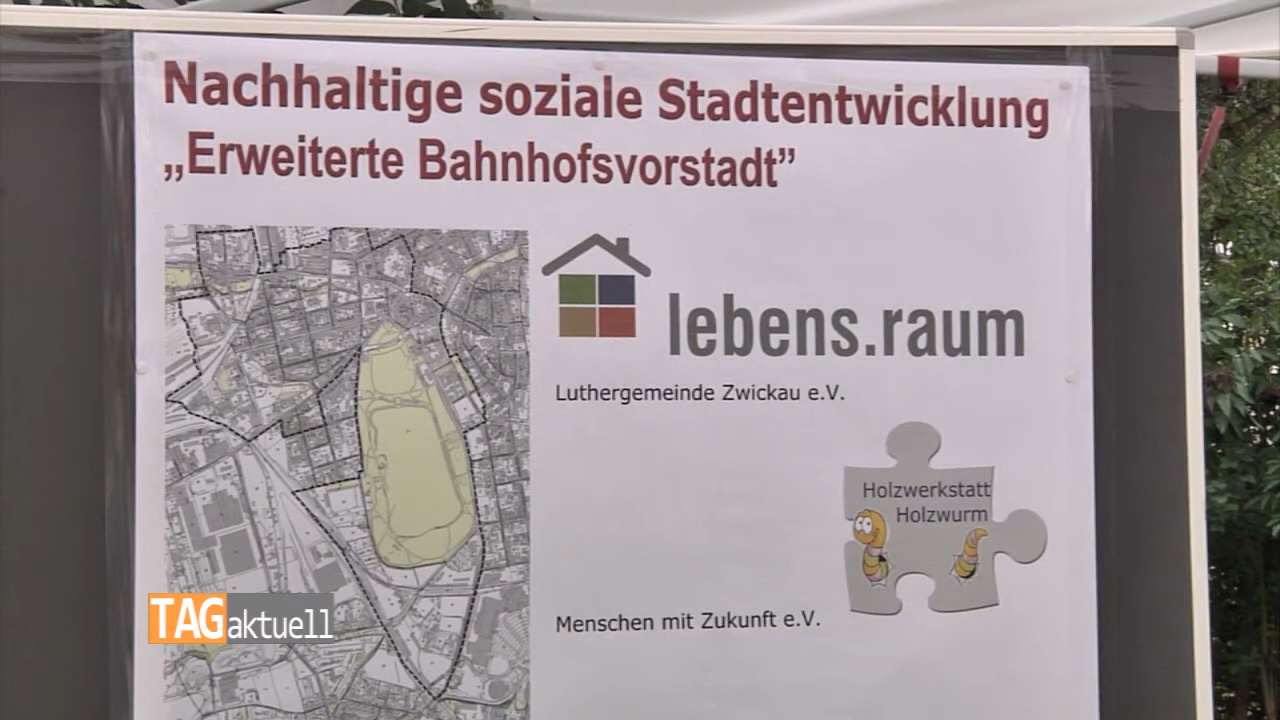 Nachhaltige soziale Stadtentwicklung
„Erweiterte Bahnhofsvorstadt”
lebens.raum
Luthergemeinde Zwickau e.V.
Holzwerkstatt
Holzwurm
Menschen mit Zukunft e.V.
TAGaktuell